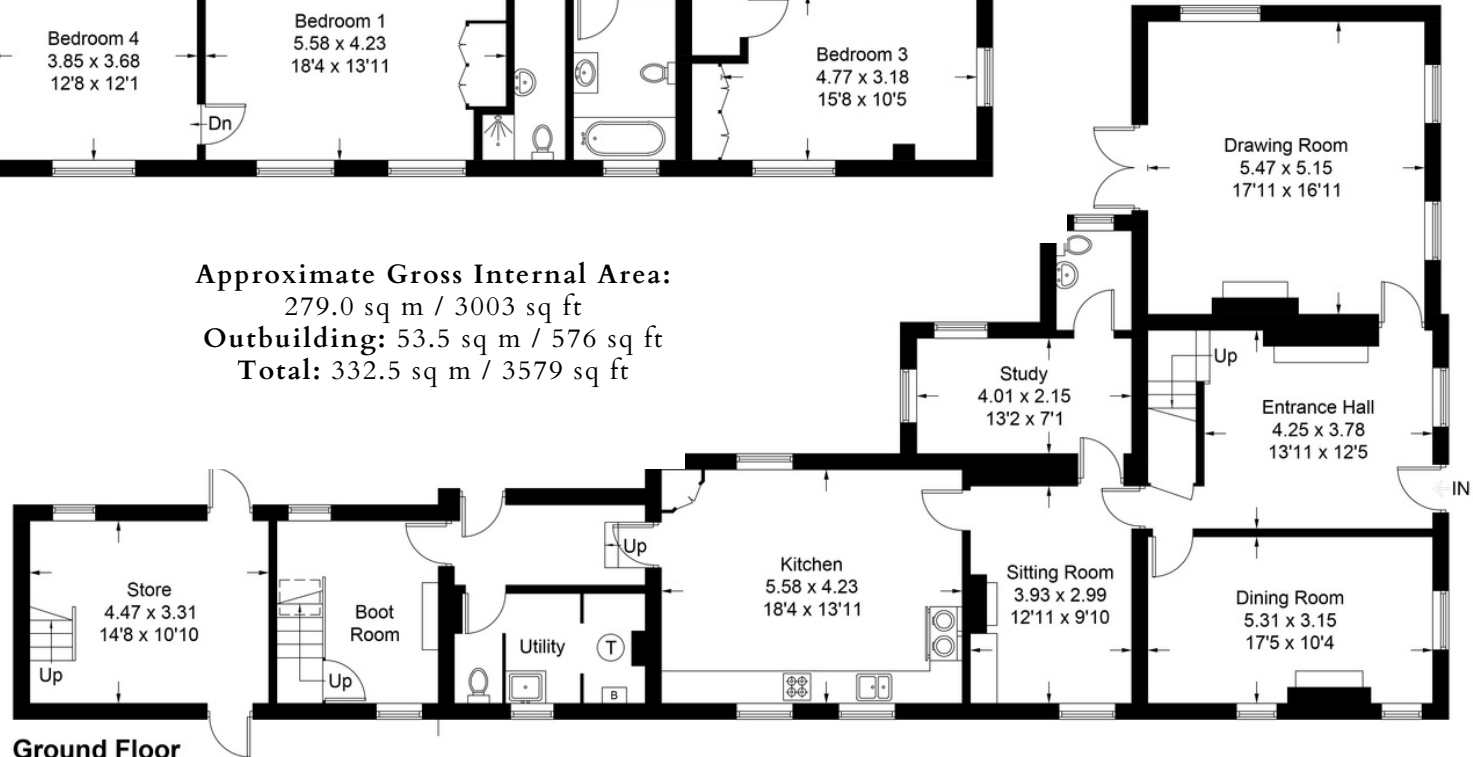 Bedroom 4
3.85 x 3.68
12'8 x 12'1
Dn
Bedroom 1
5.58 x 4.23
18'4 x 13'11
Bedroom 3
4.77 x 3.18
15'8 x 10'5
Drawing Room
5.47 x 5.15
17'11 x 16'11
Approximate Gross Internal Area:
279.0 sq m / 3003 sq ft
Outbuilding: 53.5 sq m / 576 sq ft
Total: 332.5 sq m / 3579 sq ft
Study
4.01 x 2.15
13'2 x 7'1
Up
Entrance Hall
4.25 x 3.78
13'11 x 12'5
IN
Store
4.47 x 3.31
14'8 x 10'10
Up
Boot
Room
Up
Up
Utility
T
B
Kitchen
5.58 x 4.23
18'4 x 13'11
Sitting Room
3.93 x 2.99
12'11 x 9'10
Dining Room
5.31 x 3.15
17'5 x 10'4
Ground Floor